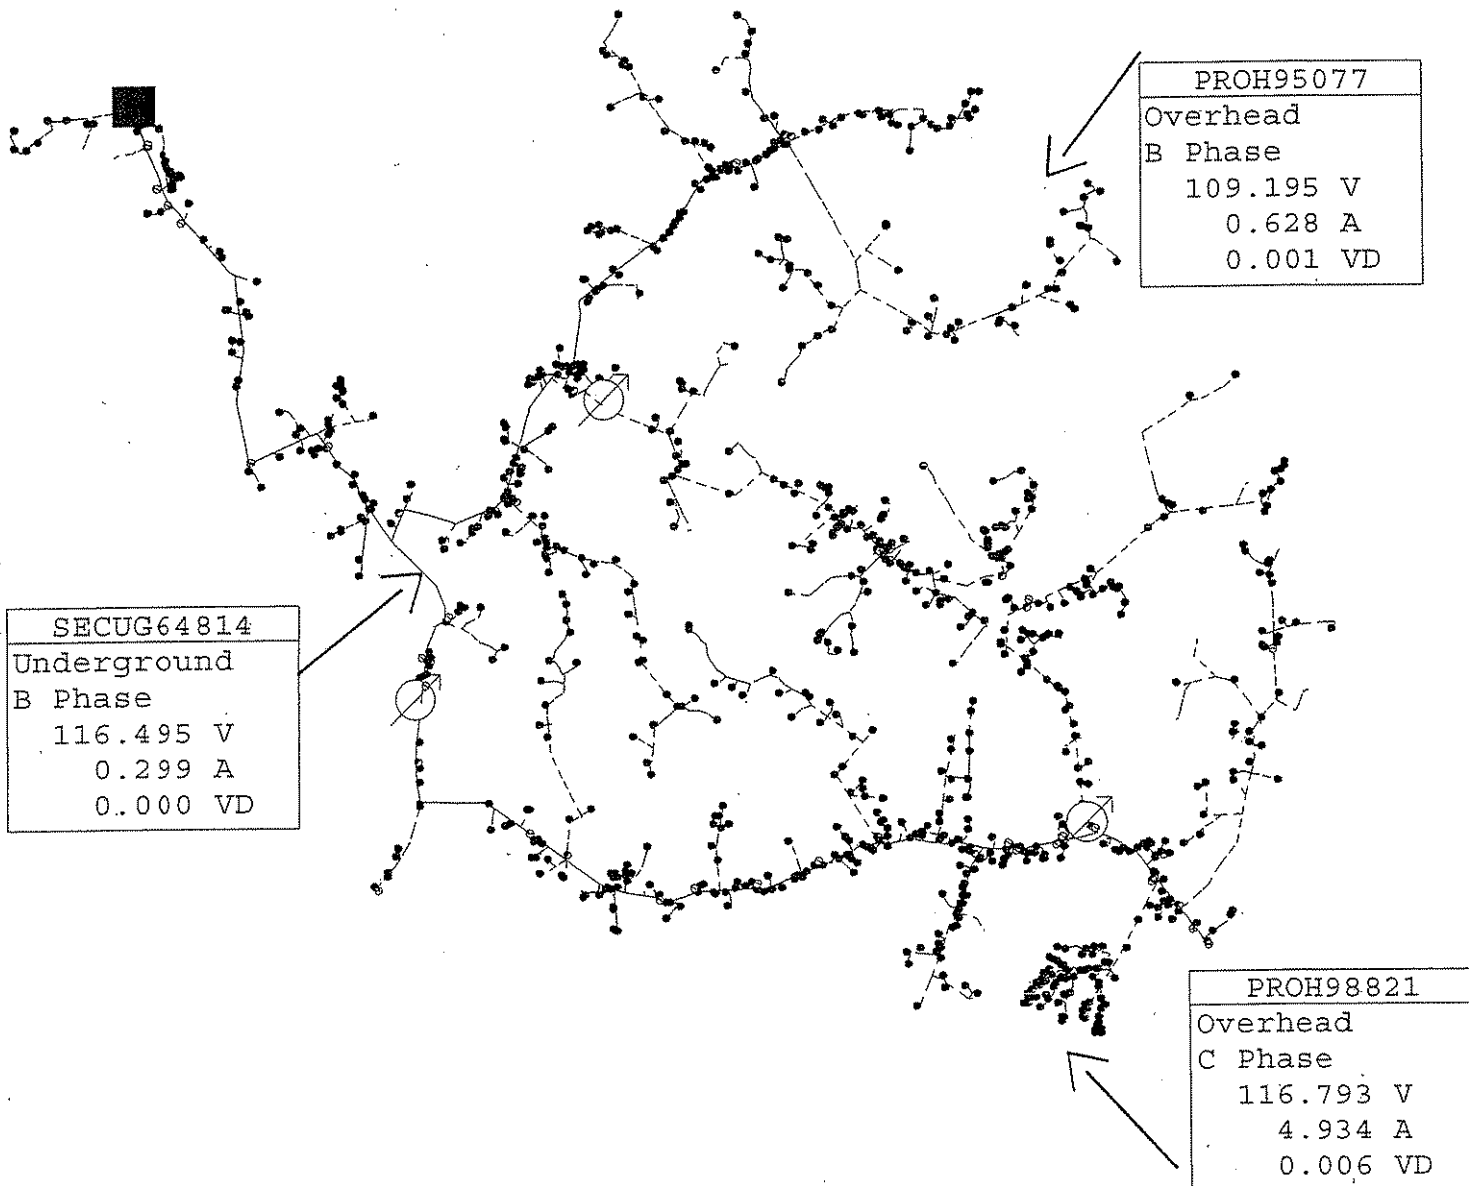 PROH95077
Overhead
B Phase
109.195 V
0.628 A
0.001 VD
SECUG64814
Underground
B Phase
116.495 V
0.299 A
0.000 VD
PROH98821
Overhead
C Phase
116.793 V
4.934 A
0.006 VD